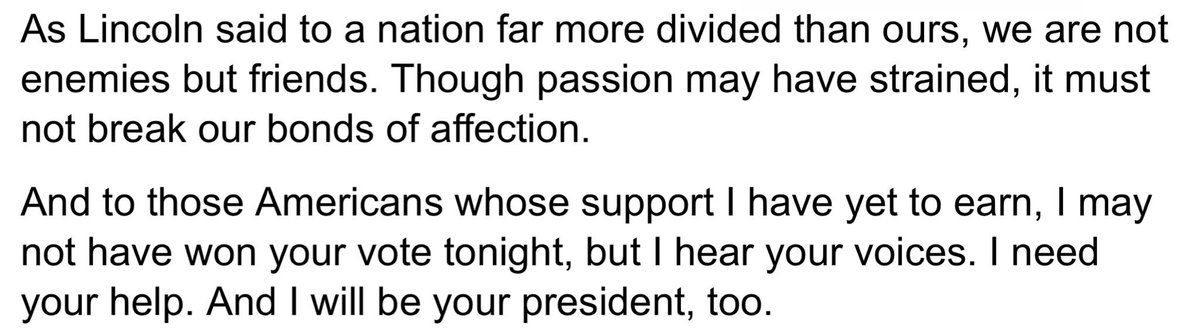 As Lincoln said to a nation far more divided than ours, we are not
enemies but friends. Though passion may have strained, it must
not break our bonds of affection.
And to those Americans whose support I have yet to earn, I may
not have won your vote tonight, but I hear your voices. I need
your help. And I will be your president, too.